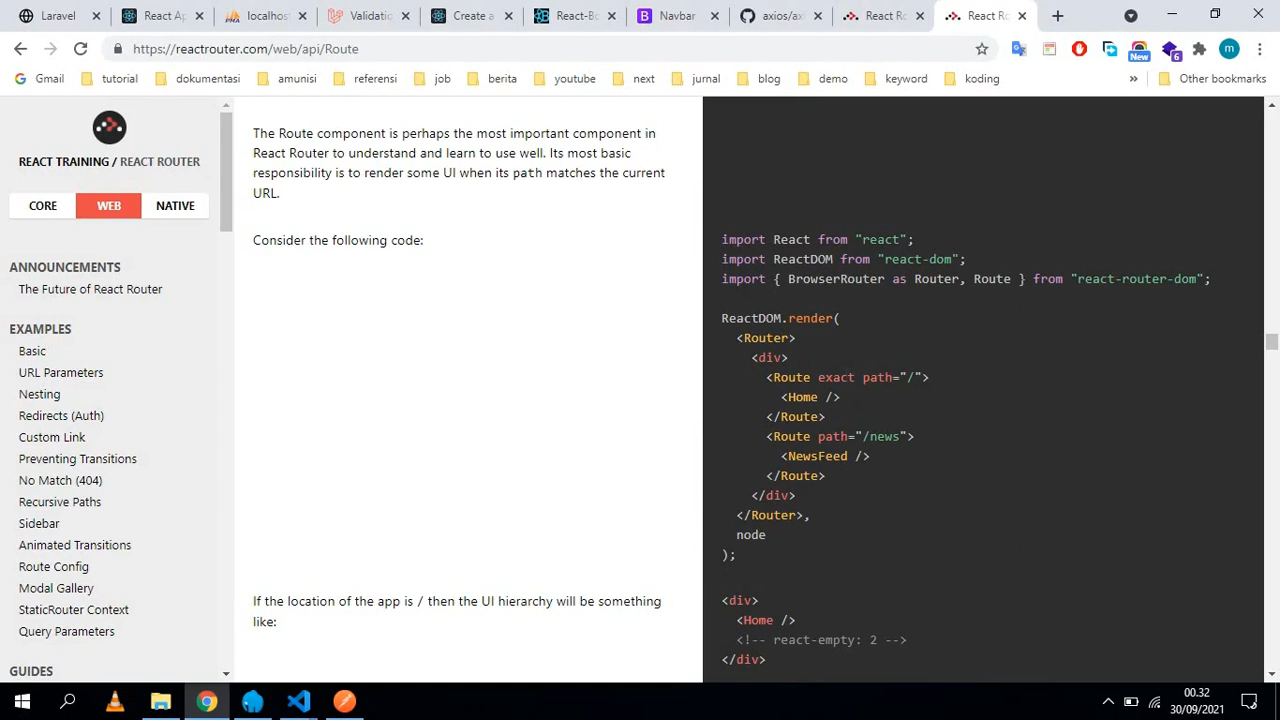 Laravel
React Ap
localhos
Validatio
Create a
React-Bo
Navbar
axios/ax
React Ro
React Ro
https://reactrouter.com/web/api/Route
New
6
m
Gmail
tutorial
dokumentasi
amunisi
referensi
job
berita
youtube
next
jurnal
blog
demo
keyword
koding
»
Other bookmarks
REACT TRAINING / REACT ROUTER
CORE
WEB
NATIVE
ANNOUNCEMENTS
The Future of React Router
EXAMPLES
Basic
URL Parameters
Nesting
Redirects (Auth)
Custom Link
Preventing Transitions
No Match (404)
Recursive Paths
Sidebar
Animated Transitions
Route Config
Modal Gallery
StaticRouter Context
Query Parameters
GUIDES
The Route component is perhaps the most important component in
React Router to understand and learn to use well. Its most basic
responsibility is to render some UI when its path matches the current
URL.
Consider the following code:
If the location of the app is / then the UI hierarchy will be something
like:
import React from "react";
import ReactDOM from "react-dom";
import { BrowserRouter as Router, Route } from "react-router-dom";
ReactDOM.render(
<Router>
<div>
<Route exact path="/">
<Home />
</Route>
<Route path="/news">
<NewsFeed />
</Route>
</div>
</Router>,
node
);
<div>
<Home />
<!-- react-empty: 2 -->
</div>
00.32
30/09/2021